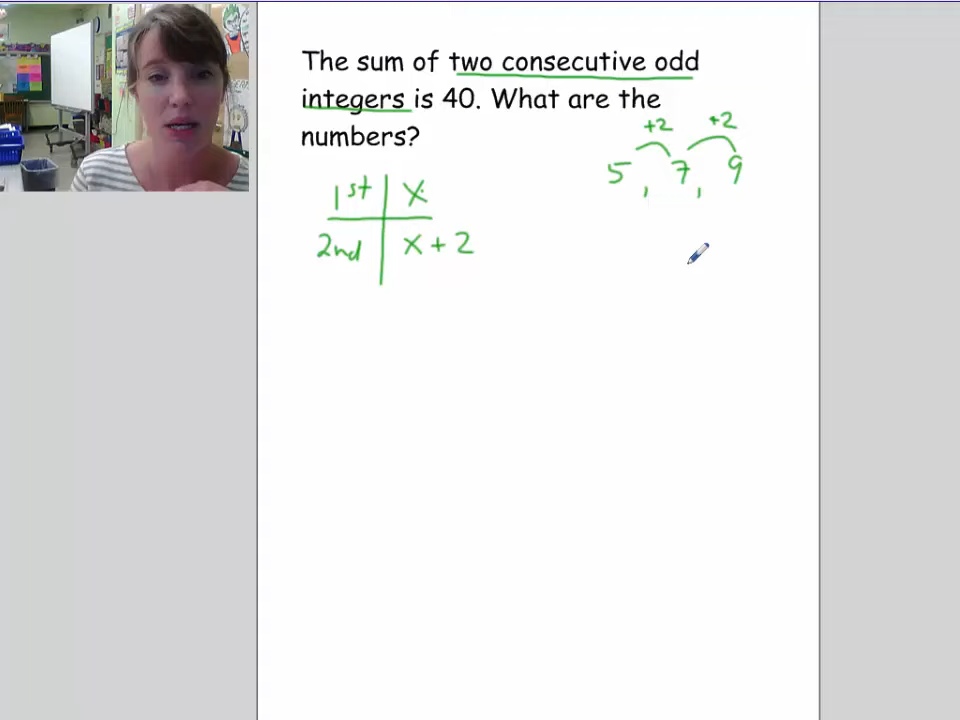 The sum of two consecutive odd
integers is 40. What are the
numbers?
+2 +2
5, 7, 9
1st x
2nd x + 2